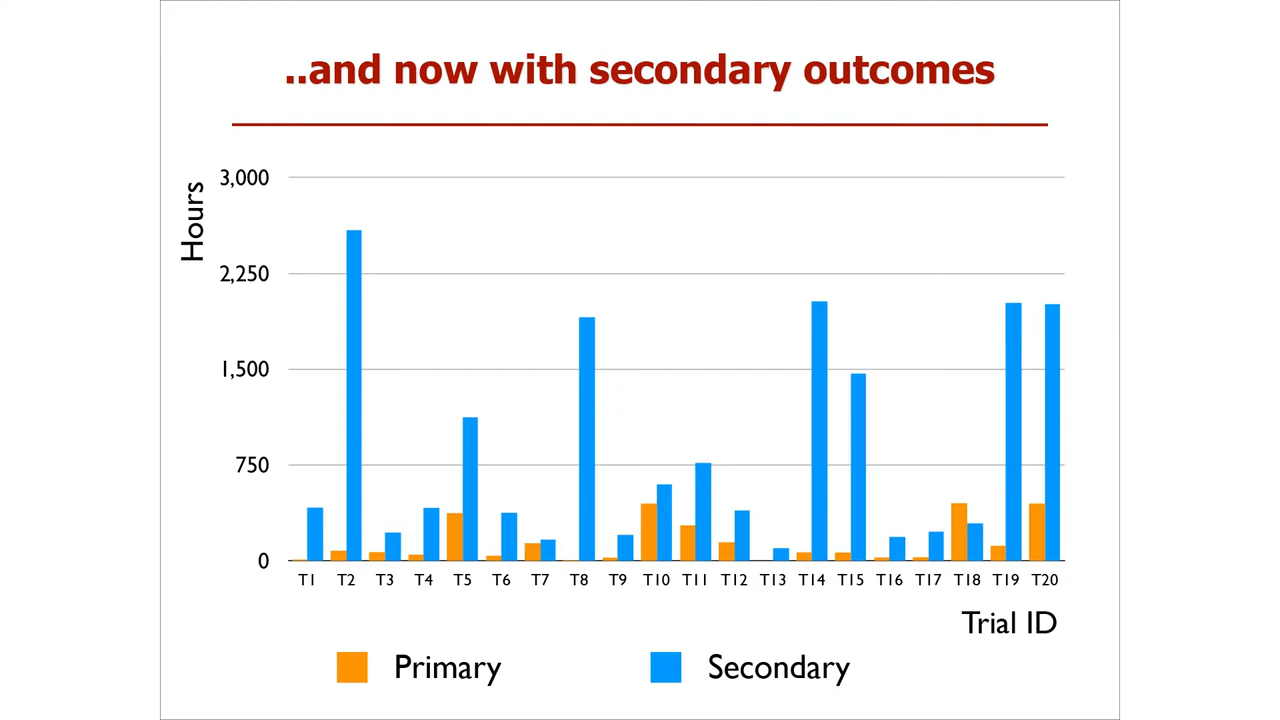 ..and now with secondary outcomes
Hours
3,000
2,250
1,500
750
0
T1 T2 T3 T4 T5 T6 T7 T8 T9 T10 T11 T12 T13 T14 T15 T16 T17 T18 T19 T20
Trial ID
Primary Secondary